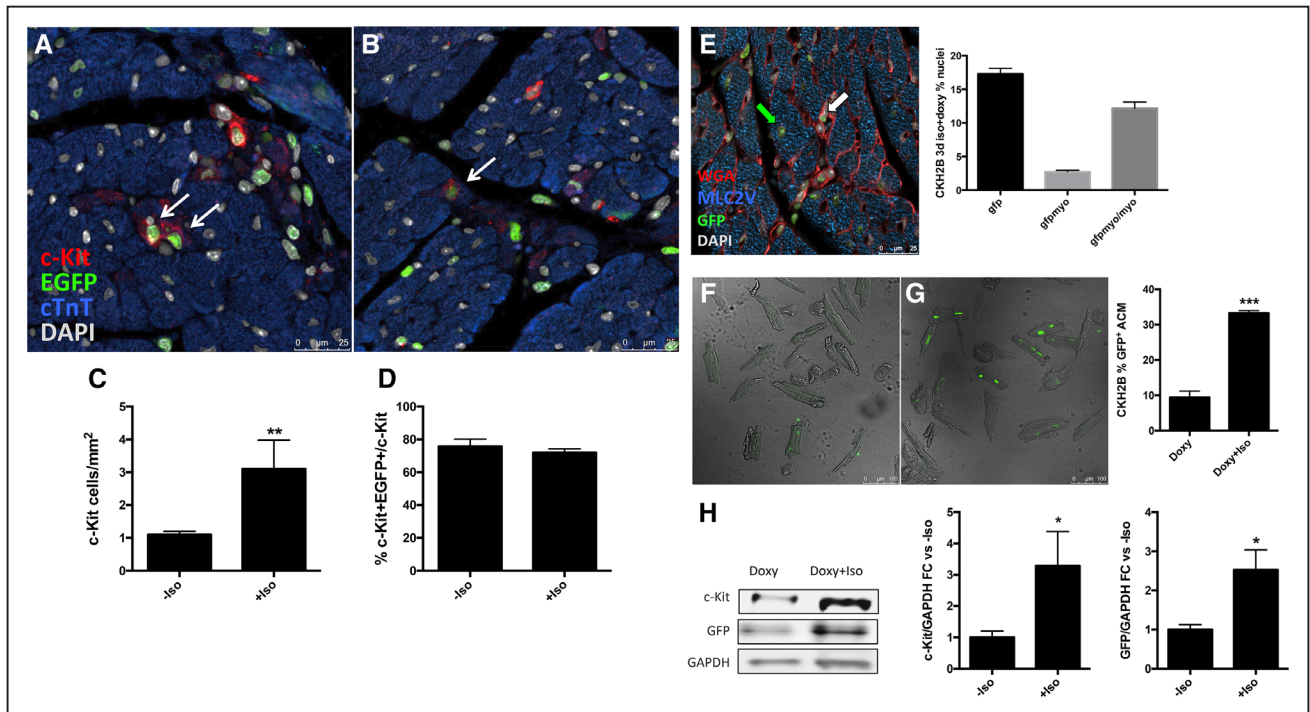 A
c-Kit
EGFP
cTnT
DAPI
0 µm 25
B
0 µm 25
C
c-Kit cells/mm²
5
4
3
2
1
0
**
-Iso
+Iso
D
% c-Kit+EGFP+/c-Kit
100
80
60
40
20
0
-Iso
+Iso
E
WGA
MLC2V
GFP
DAPI
0 µm 25
CKH2B 3d iso+doxy % nuclei
20
15
10
5
0
gfp
gfpmyo
gfpmyo/myo
F
0 µm 100
G
0 µm 100
CKH2B % GFP⁺ ACM
40
30
20
10
0
***
Doxy
Doxy+Iso
H
Doxy Doxy+Iso
c-Kit
GFP
GAPDH
c-Kit/GAPDH FC vs -Iso
5
4
3
2
1
0
*
-Iso
+Iso
GFP/GAPDH FC vs -Iso
4
3
2
1
0
*
-Iso
+Iso